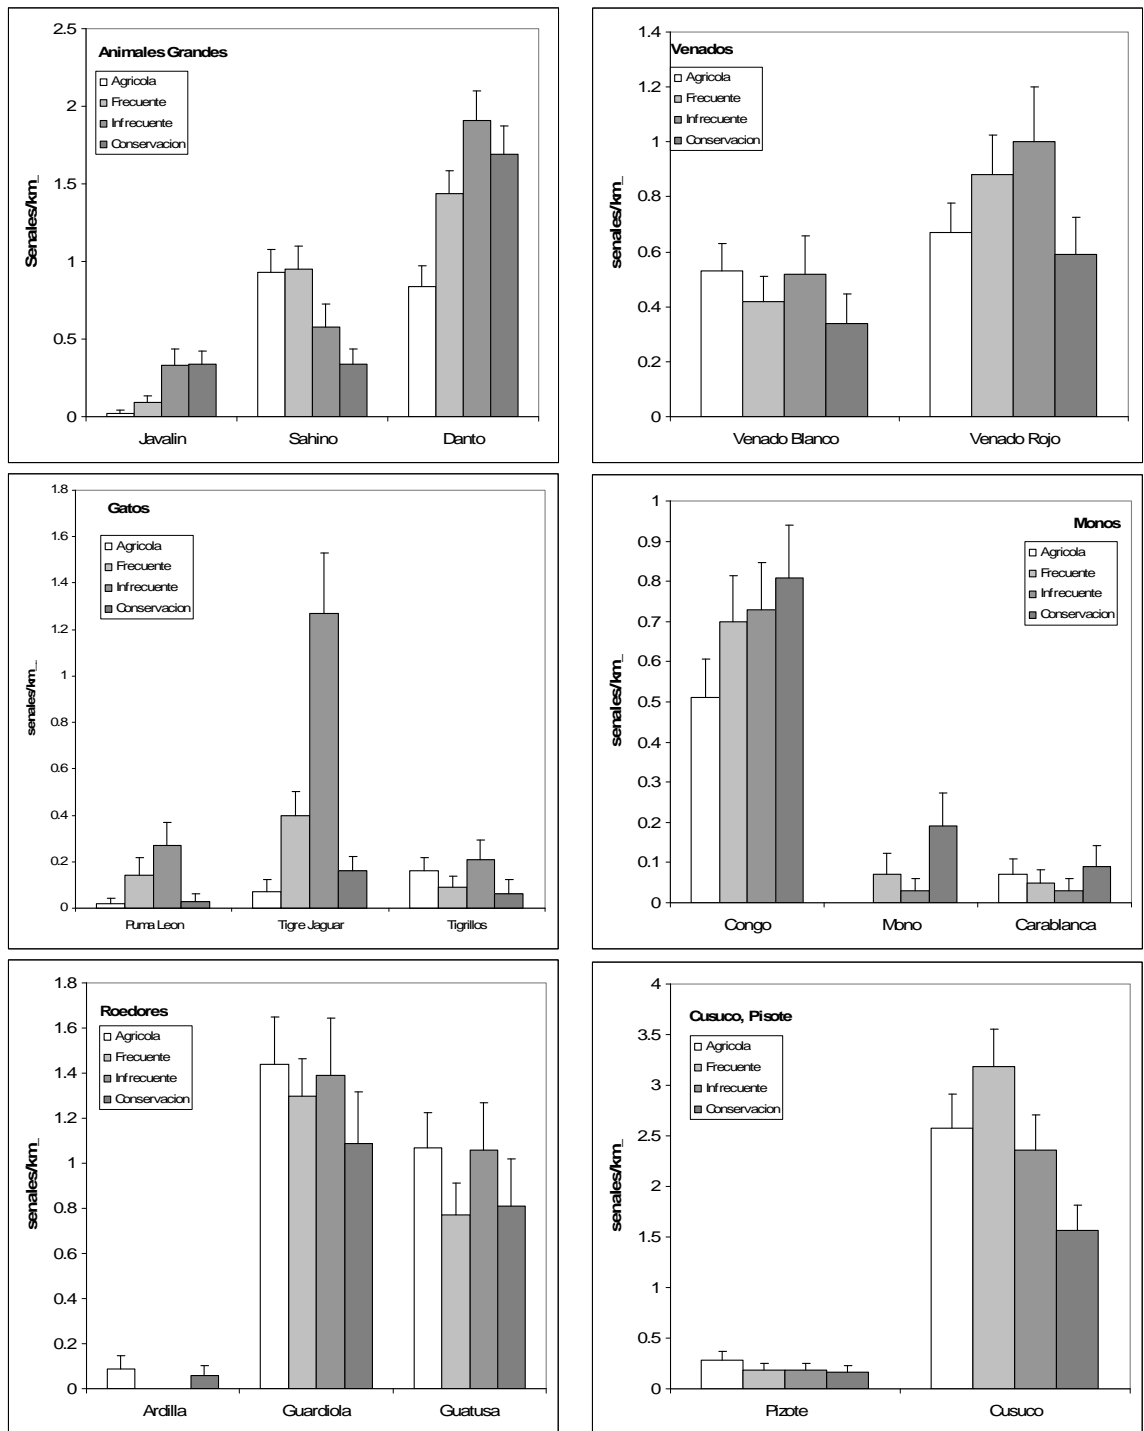 Animales Grandes
Agricola
Frecuente
Infrecuente
Conservacion
Senales/km_
2.5
2
1.5
1
0.5
0
Javalin Sahino Danto
Venados
Agricola
Frecuente
Infrecuente
Conservacion
senales/km_
1.4
1.2
1
0.8
0.6
0.4
0.2
0
Venado Blanco Venado Rojo
Gatos
Agricola
Frecuente
Infrecuente
Conservacion
senales/km_
1.8
1.6
1.4
1.2
1
0.8
0.6
0.4
0.2
0
Puma Leon Tigre Jaguar Tigrillos
Monos
Agricola
Frecuente
Infrecuente
Conservacion
senales/km_
1
0.9
0.8
0.7
0.6
0.5
0.4
0.3
0.2
0.1
0
Congo Mono Carablanca
Roedores
Agricola
Frecuente
Infrecuente
Conservacion
senales/km_
1.8
1.6
1.4
1.2
1
0.8
0.6
0.4
0.2
0
Ardilla Guardiola Guatusa
Cusuco, Pisote
Agricola
Frecuente
Infrecuente
Conservacion
senales/km_
4
3.5
3
2.5
2
1.5
1
0.5
0
Pizote Cusuco